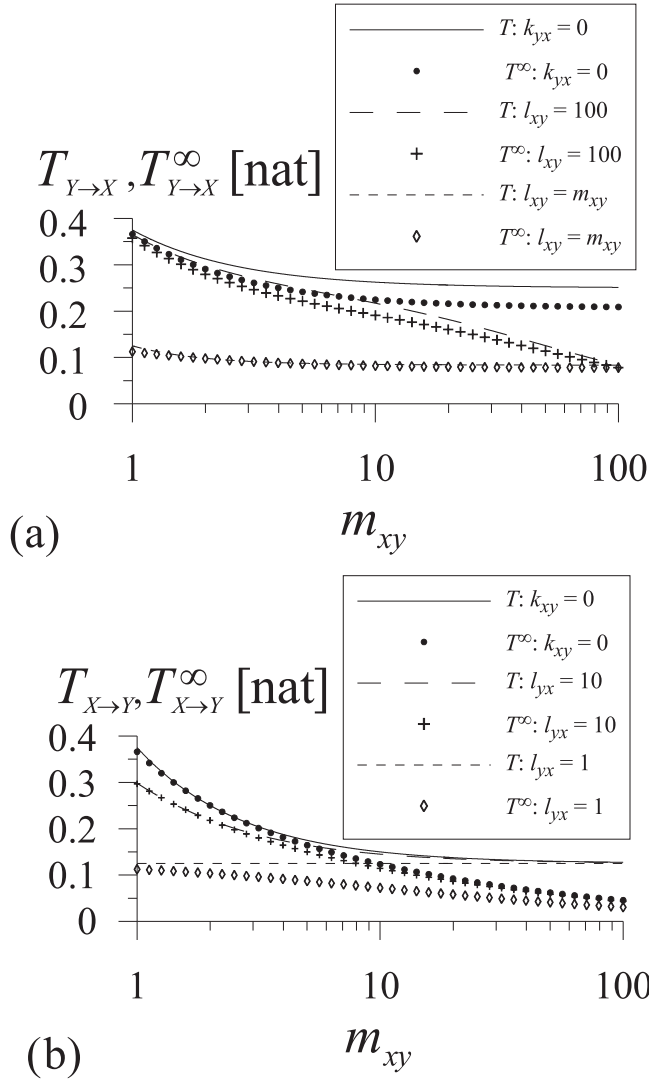 T: k_yx = 0
T∞: k_yx = 0
T: l_xy = 100
T∞: l_xy = 100
T: l_xy = m_xy
T∞: l_xy = m_xy
T_Y→X , T∞_Y→X [nat]
0.4
0.3
0.2
0.1
0
1 10 100
m_xy
(a)
T: k_xy = 0
T∞: k_xy = 0
T: l_yx = 10
T∞: l_yx = 10
T: l_yx = 1
T∞: l_yx = 1
T_X→Y, T∞_X→Y [nat]
0.4
0.3
0.2
0.1
0
1 10 100
m_xy
(b)